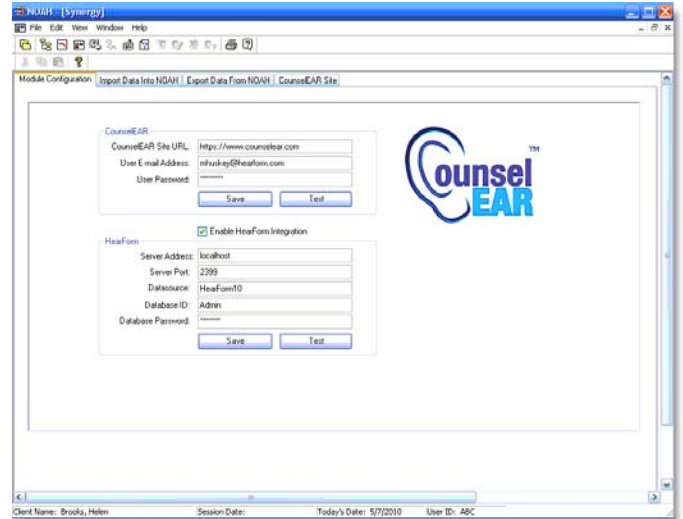 NOAH - [Synergy]
File Edit View Window Help
Module Configuration Import Data Into NOAH Export Data From NOAH CounselEAR Site
CounselEAR
CounselEAR Site URL: https://www.counselear.com
User E-mail Address: mhuskey@hearform.com
User Password: ********
Save Test
Counsel EAR ™
Enable HearForm Integration
HearForm
Server Address: localhost
Server Port: 2399
Datasource: HearForm10
Database ID: Admin
Database Password: *******
Save Test
Client Name: Brooks, Helen Session Date: Today's Date: 5/7/2010 User ID: ABC